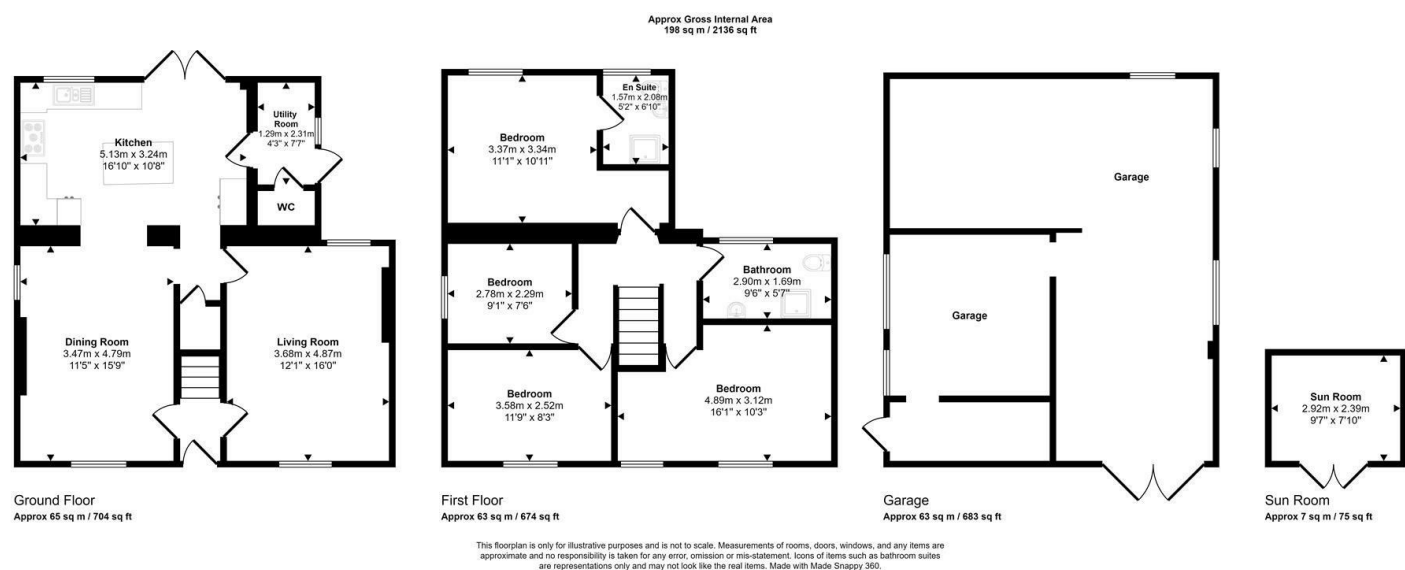 Approx Gross Internal Area
198 sq m / 2136 sq ft
Kitchen
5.13m x 3.24m
16'10" x 10'8"
Utility
Room
1.29m x 2.31m
4'3" x 7'7"
WC
Dining Room
3.47m x 4.79m
11'5" x 15'9"
Living Room
3.68m x 4.87m
12'1" x 16'0"
Ground Floor
Approx 65 sq m / 704 sq ft
Bedroom
3.37m x 3.34m
11'1" x 10'11"
En Suite
1.57m x 2.08m
5'2" x 6'10"
Bedroom
2.78m x 2.29m
9'1" x 7'6"
Bathroom
2.90m x 1.69m
9'6" x 5'7"
Bedroom
3.58m x 2.52m
11'9" x 8'3"
Bedroom
4.89m x 3.12m
16'1" x 10'3"
First Floor
Approx 63 sq m / 674 sq ft
Garage
Garage
Garage
Approx 63 sq m / 683 sq ft
Sun Room
2.92m x 2.39m
9'7" x 7'10"
Sun Room
Approx 7 sq m / 75 sq ft
This floorplan is only for illustrative purposes and is not to scale. Measurements of rooms, doors, windows, and any items are
approximate and no responsibility is taken for any error, omission or mis-statement. Icons of items such as bathroom suites
are representations only and may not look like the real items. Made with Made Snappy 360.